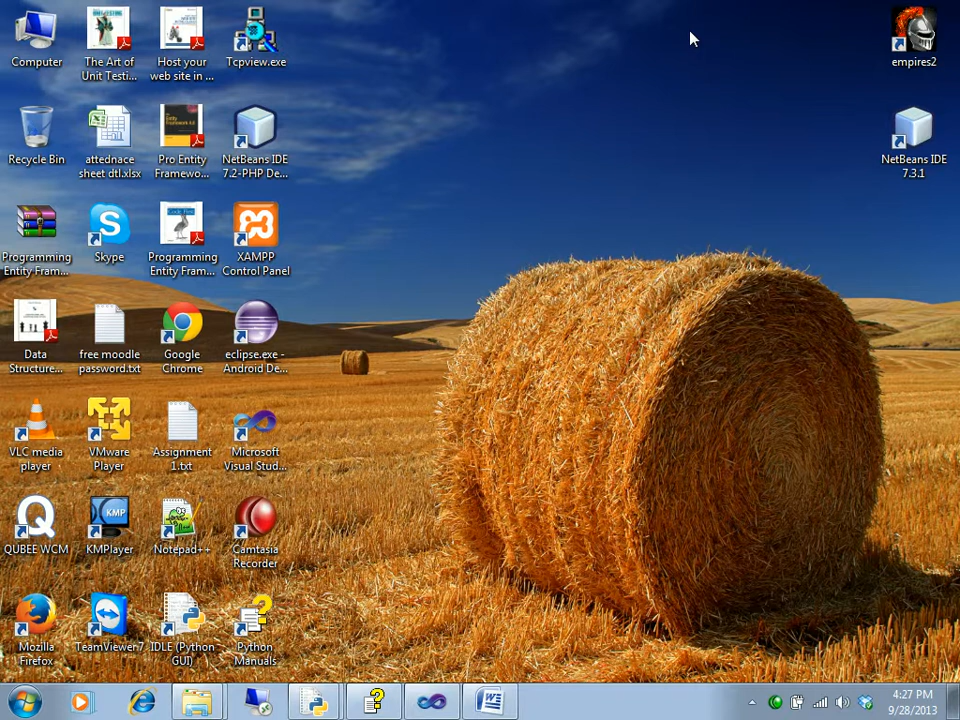 Computer
The Art of
Unit Testi...
Host your
web site in ...
Tcpview.exe
empires2
Recycle Bin
attednace
sheet dtl.xlsx
Pro Entity
Framewo...
NetBeans IDE
7.2-PHP De...
NetBeans IDE
7.3.1
Programming
Entity Fram...
Skype
Programming
Entity Fram...
XAMPP
Control Panel
Data
Structure...
free moodle
password.txt
Google
Chrome
eclipse.exe -
Android De...
VLC media
player
VMware
Player
Assignment
1.txt
Microsoft
Visual Stud...
QUBEE WCM
KMP
KMPlayer
Notepad++
Camtasia
Recorder
Mozilla
Firefox
TeamViewer7
IDLE (Python
GUI)
Python
Manuals
4:27 PM
9/28/2013